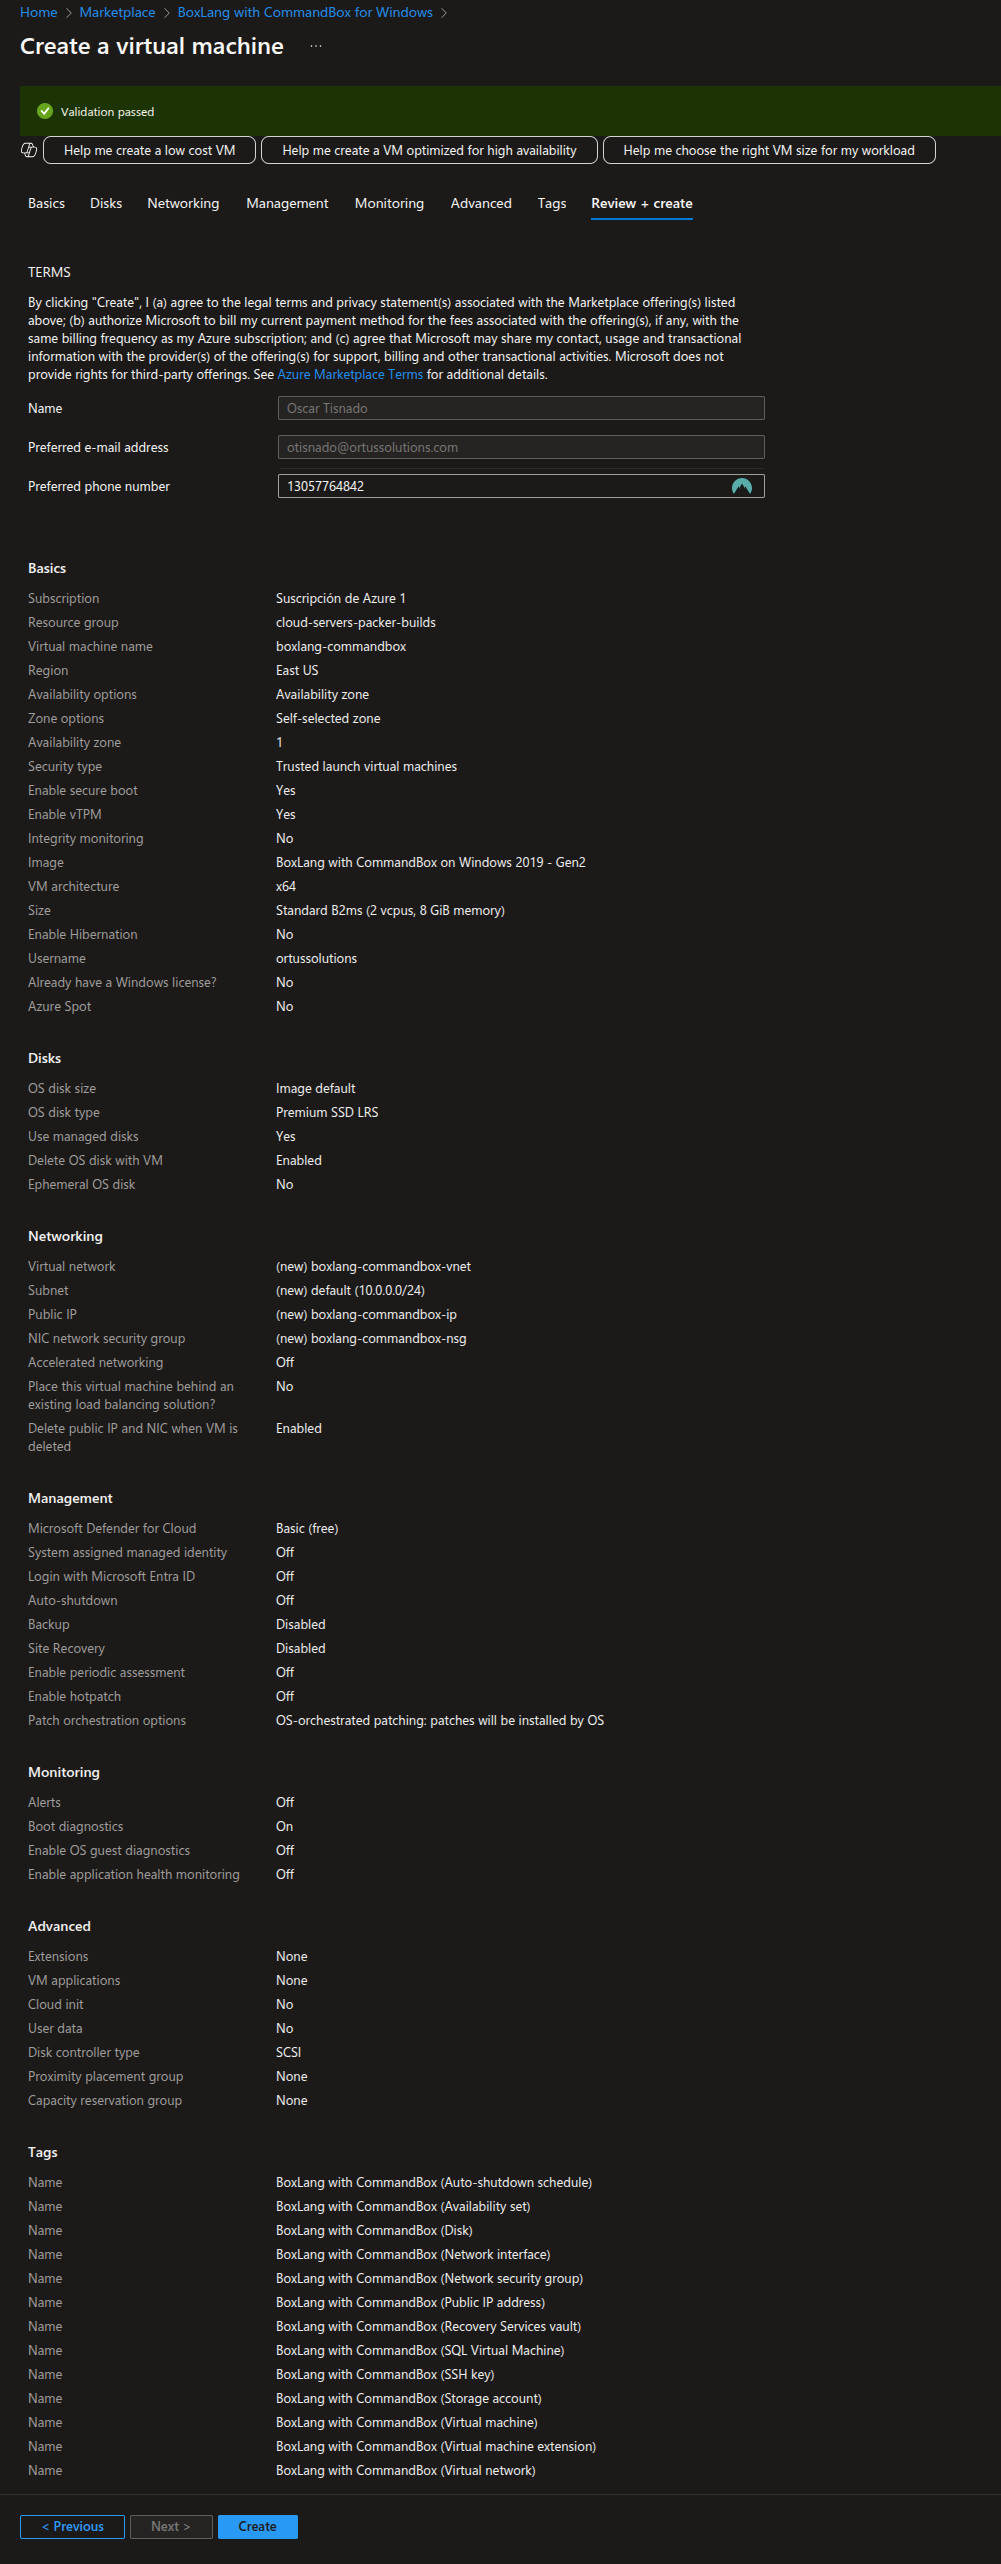 Home > Marketplace > BoxLang with CommandBox for Windows >
Create a virtual machine ...
Validation passed
Help me create a low cost VM Help me create a VM optimized for high availability Help me choose the right VM size for my workload
Basics Disks Networking Management Monitoring Advanced Tags Review + create
TERMS
By clicking "Create", I (a) agree to the legal terms and privacy statement(s) associated with the Marketplace offering(s) listed
above; (b) authorize Microsoft to bill my current payment method for the fees associated with the offering(s), if any, with the
same billing frequency as my Azure subscription; and (c) agree that Microsoft may share my contact, usage and transactional
information with the provider(s) of the offering(s) for support, billing and other transactional activities. Microsoft does not
provide rights for third-party offerings. See Azure Marketplace Terms for additional details.
Name Oscar Tisnado
Preferred e-mail address otisnado@ortussolutions.com
Preferred phone number 13057764842
Basics
Subscription Suscripción de Azure 1
Resource group cloud-servers-packer-builds
Virtual machine name boxlang-commandbox
Region East US
Availability options Availability zone
Zone options Self-selected zone
Availability zone 1
Security type Trusted launch virtual machines
Enable secure boot Yes
Enable vTPM Yes
Integrity monitoring No
Image BoxLang with CommandBox on Windows 2019 - Gen2
VM architecture x64
Size Standard B2ms (2 vcpus, 8 GiB memory)
Enable Hibernation No
Username ortussolutions
Already have a Windows license? No
Azure Spot No
Disks
OS disk size Image default
OS disk type Premium SSD LRS
Use managed disks Yes
Delete OS disk with VM Enabled
Ephemeral OS disk No
Networking
Virtual network (new) boxlang-commandbox-vnet
Subnet (new) default (10.0.0.0/24)
Public IP (new) boxlang-commandbox-ip
NIC network security group (new) boxlang-commandbox-nsg
Accelerated networking Off
Place this virtual machine behind an No
existing load balancing solution?
Delete public IP and NIC when VM is Enabled
deleted
Management
Microsoft Defender for Cloud Basic (free)
System assigned managed identity Off
Login with Microsoft Entra ID Off
Auto-shutdown Off
Backup Disabled
Site Recovery Disabled
Enable periodic assessment Off
Enable hotpatch Off
Patch orchestration options OS-orchestrated patching: patches will be installed by OS
Monitoring
Alerts Off
Boot diagnostics On
Enable OS guest diagnostics Off
Enable application health monitoring Off
Advanced
Extensions None
VM applications None
Cloud init No
User data No
Disk controller type SCSI
Proximity placement group None
Capacity reservation group None
Tags
Name BoxLang with CommandBox (Auto-shutdown schedule)
Name BoxLang with CommandBox (Availability set)
Name BoxLang with CommandBox (Disk)
Name BoxLang with CommandBox (Network interface)
Name BoxLang with CommandBox (Network security group)
Name BoxLang with CommandBox (Public IP address)
Name BoxLang with CommandBox (Recovery Services vault)
Name BoxLang with CommandBox (SQL Virtual Machine)
Name BoxLang with CommandBox (SSH key)
Name BoxLang with CommandBox (Storage account)
Name BoxLang with CommandBox (Virtual machine)
Name BoxLang with CommandBox (Virtual machine extension)
Name BoxLang with CommandBox (Virtual network)
< Previous Next > Create